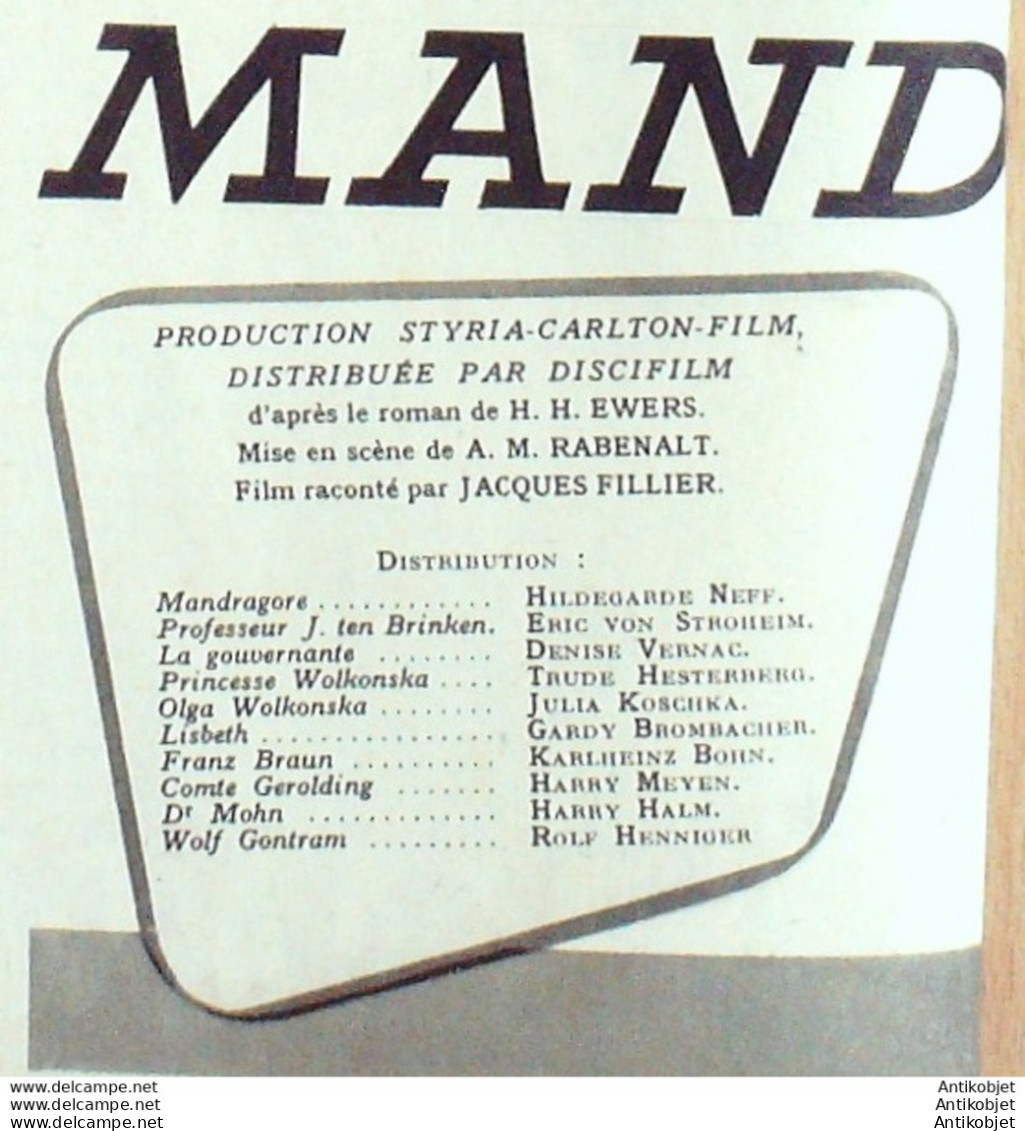 MAND
PRODUCTION STYRIA-CARLTON-FILM,
DISTRIBUÉE PAR DISCIFILM
d'après le roman de H. H. EWERS.
Mise en scène de A. M. RABENALT.
Film raconté par JACQUES FILLIER.
DISTRIBUTION :
Mandragore ............ HILDEGARDE NEFF.
Professeur J. ten Brinken. ERIC VON STROHEIM.
La gouvernante ........ DENISE VERNAC.
Princesse Wolkonska .... TRUDE HESTERBERG.
Olga Wolkonska ........ JULIA KOSCHKA.
Lisbeth ................. GARDY BROMBACHER.
Franz Braun .......... KARLHEINZ BOHN.
Comte Gerolding ....... HARRY MEYEN.
Dr Mohn ............. HARRY HALM.
Wolf Gontram ......... ROLF HENNIGER
www.delcampe.net Antikobjet
www.delcampe.net Antikobjet
www.delcampe.net Antikobjet